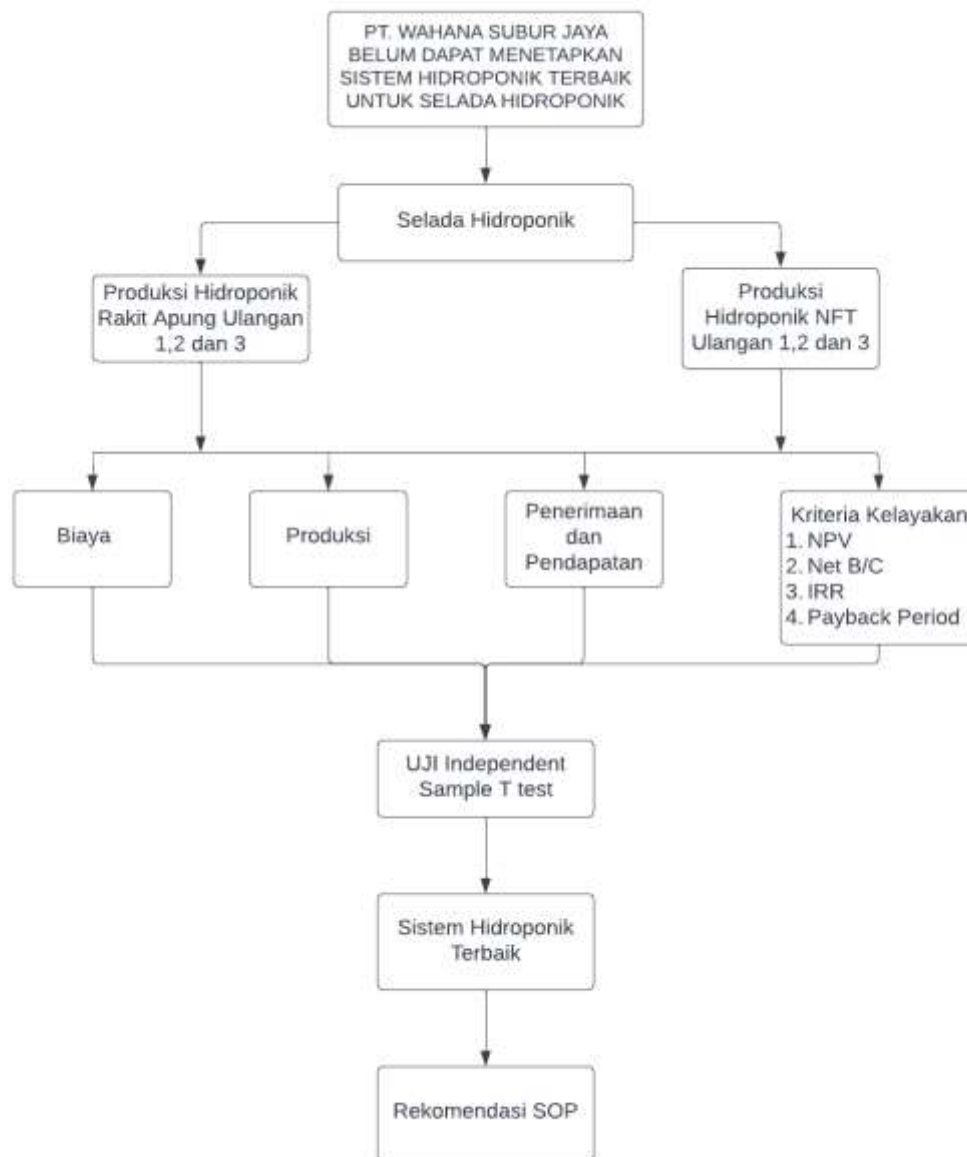 PT. WAHANA SUBUR JAYA
BELUM DAPAT MENETAPKAN
SISTEM HIDROPONIK TERBAIK
UNTUK SELADA HIDROPONIK
Selada Hidroponik
Produksi Hidroponik
Rakit Apung Ulangan
1,2 dan 3
Produksi
Hidroponik NFT
Ulangan 1,2 dan 3
Biaya
Produksi
Penerimaan
dan
Pendapatan
Kriteria Kelayakan
1. NPV
2. Net B/C
3. IRR
4. Payback Period
UJI Independent
Sample T test
Sistem Hidroponik
Terbaik
Rekomendasi SOP